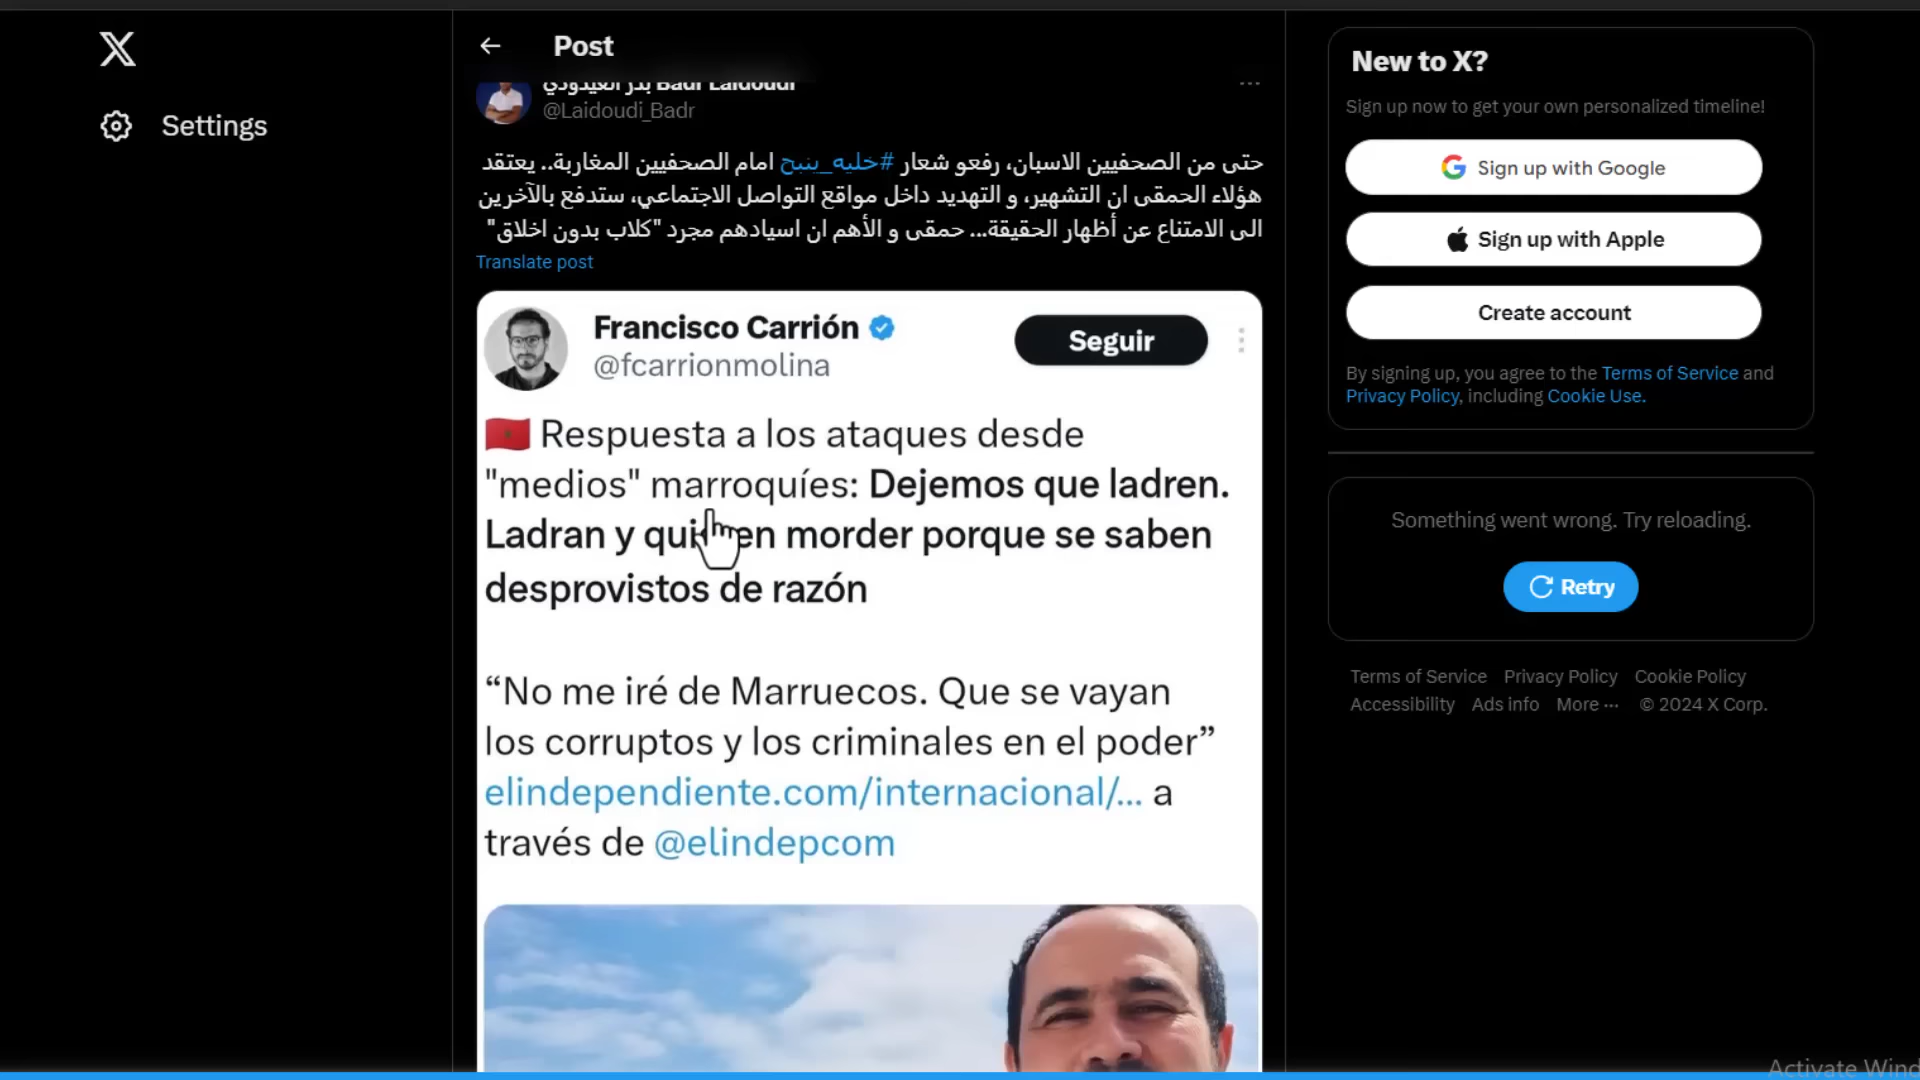 Post
بدر العيدودي Badr Laidoudi
@Laidoudi_Badr
حتى من الصحفيين الاسبان، رفعو شعار #خليه_ينبح امام الصحفيين المغاربة.. يعتقد
هؤلاء الحمقى ان التشهير، و التهديد داخل مواقع التواصل الاجتماعي، ستدفع بالآخرين
الى الامتناع عن أظهار الحقيقة... حمقى و الأهم ان اسيادهم مجرد "كلاب بدون اخلاق"
Translate post
Francisco Carrión
@fcarrionmolina
Seguir
Respuesta a los ataques desde
"medios" marroquíes: Dejemos que ladren.
Ladran y quieren morder porque se saben
desprovistos de razón
“No me iré de Marruecos. Que se vayan
los corruptos y los criminales en el poder”
elindependiente.com/internacional/... a
través de @elindepcom
Settings
New to X?
Sign up now to get your own personalized timeline!
Sign up with Google
Sign up with Apple
Create account
By signing up, you agree to the Terms of Service and
Privacy Policy, including Cookie Use.
Something went wrong. Try reloading.
Retry
Terms of Service Privacy Policy Cookie Policy
Accessibility Ads info More ··· © 2024 X Corp.
Activate Wind